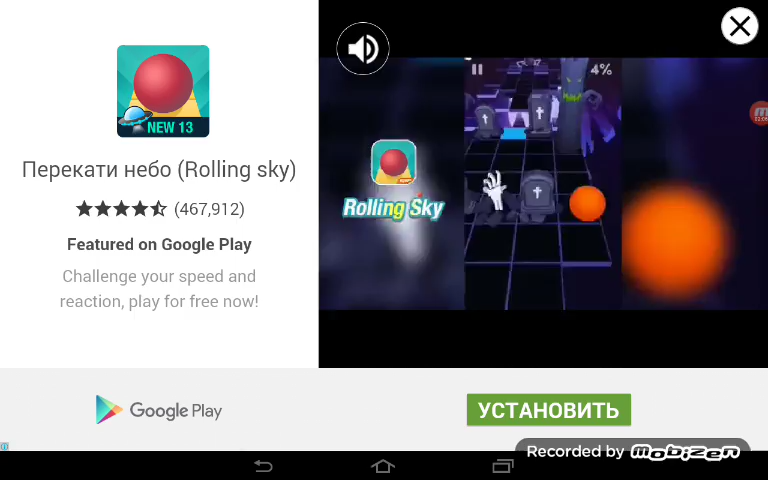 NEW 13
Перекати небо (Rolling sky)
(467,912)
Featured on Google Play
Challenge your speed and
reaction, play for free now!
4%
Rolling Sky
Google Play
УСТАНОВИТЬ
Recorded by mobizen